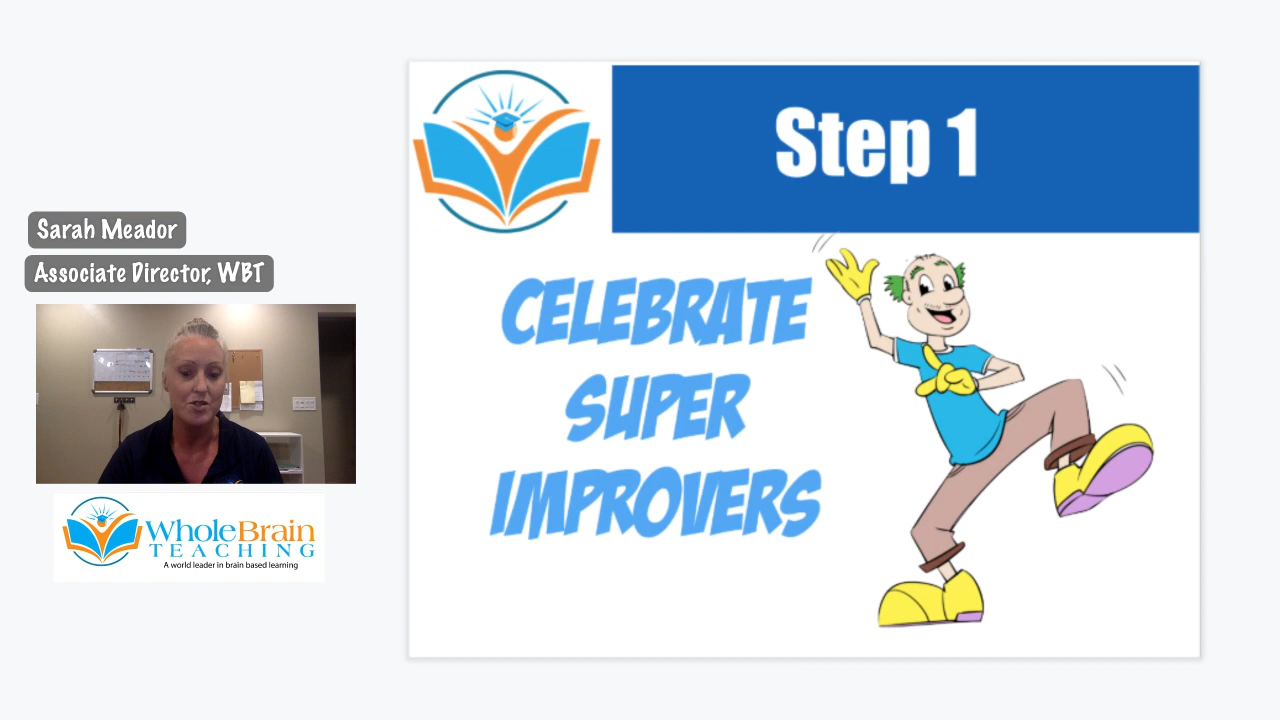 Step 1
Sarah Meador
Associate Director, WBT
CELEBRATE
SUPER
IMPROVERS
WholeBrain
TEACHING
A world leader in brain based learning